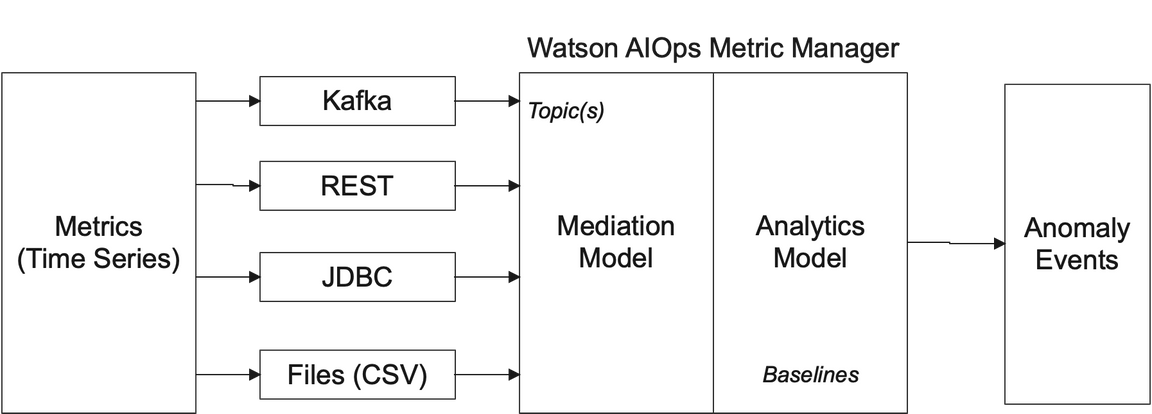 Watson AIOps Metric Manager
Metrics
(Time Series)
Kafka
REST
JDBC
Files (CSV)
Topic(s)
Mediation
Model
Analytics
Model
Baselines
Anomaly
Events